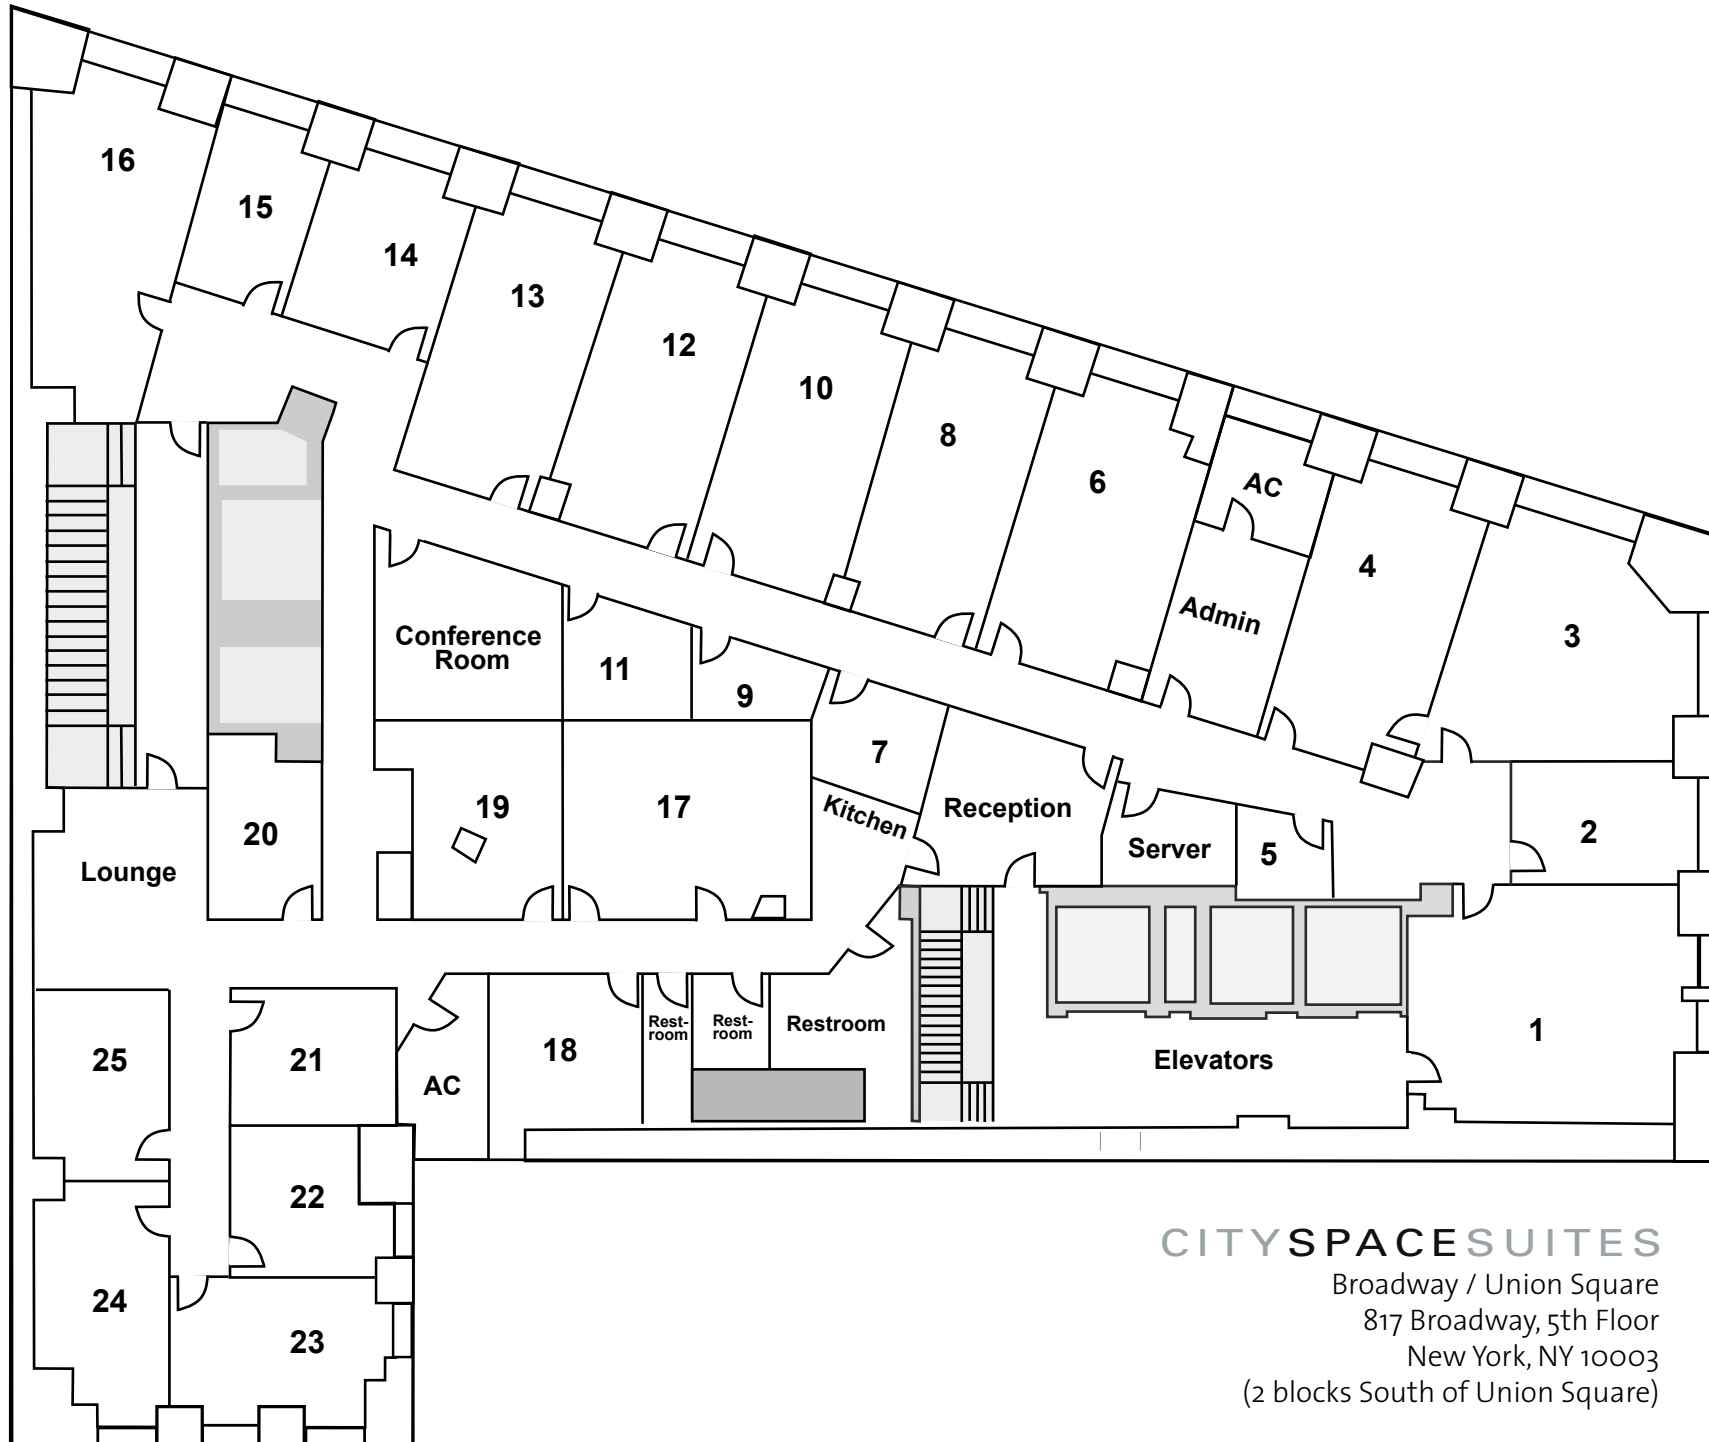 16
15
14
13
12
10
8
6
AC
4
3
Admin
Conference
Room
11
9
7
Kitchen
Reception
Server
5
2
19
17
20
Lounge
25
21
AC
18
Rest-
room
Rest-
room
Restroom
Elevators
1
22
24
23
CITYSPACESUITES
Broadway / Union Square
817 Broadway, 5th Floor
New York, NY 10003
(2 blocks South of Union Square)